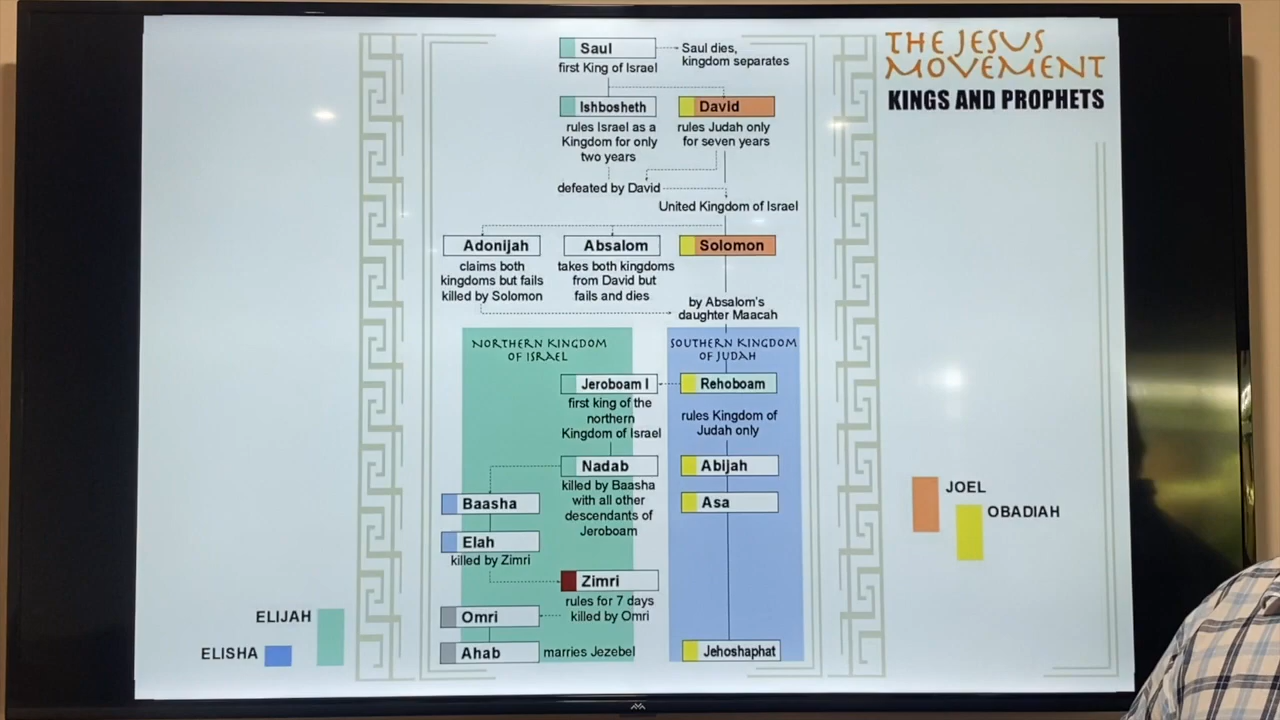 THE JESUS
MOVEMENT
KINGS AND PROPHETS
Saul
first King of Israel
Saul dies,
kingdom separates
Ishbosheth
rules Israel as a
Kingdom for only
two years
David
rules Judah only
for seven years
defeated by David
United Kingdom of Israel
Adonijah
claims both
kingdoms but fails
killed by Solomon
Absalom
takes both kingdoms
from David but
fails and dies
Solomon
by Absalom's
daughter Maacah
NORTHERN KINGDOM
OF ISRAEL
SOUTHERN KINGDOM
OF JUDAH
Jeroboam I
first king of the
northern
Kingdom of Israel
Rehoboam
rules Kingdom of
Judah only
Nadab
killed by Baasha
with all other
descendants of
Jeroboam
Abijah
Baasha
Asa
Elah
killed by Zimri
Zimri
rules for 7 days
killed by Omri
Omri
Ahab
marries Jezebel
Jehoshaphat
ELIJAH
ELISHA
JOEL
OBADIAH